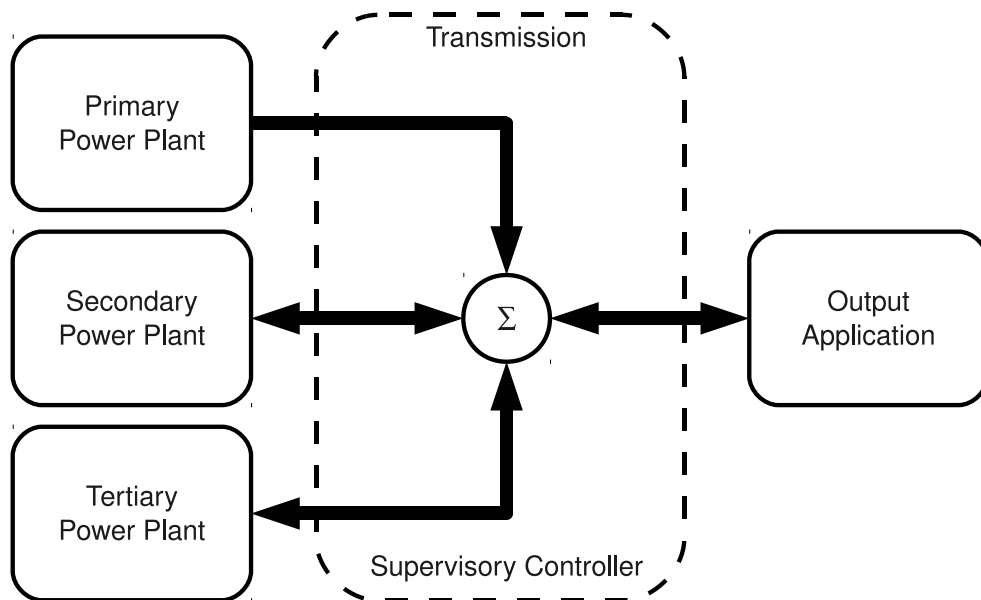 Transmission
Primary
Power Plant
Secondary
Power Plant
Σ
Output
Application
Tertiary
Power Plant
Supervisory Controller